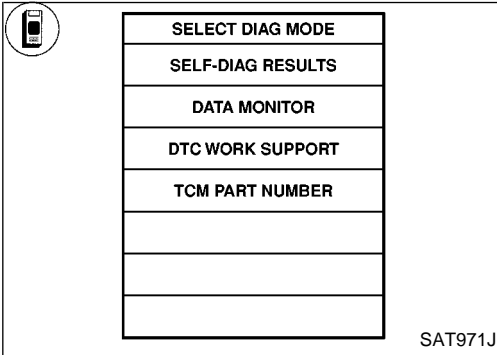 SELECT DIAG MODE
SELF-DIAG RESULTS
DATA MONITOR
DTC WORK SUPPORT
TCM PART NUMBER
SAT971J